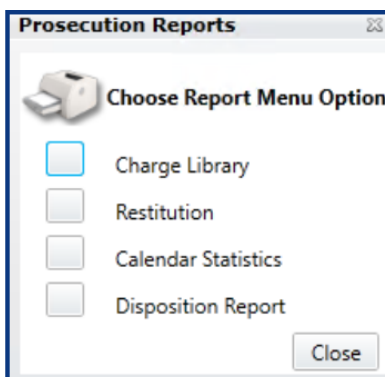 Prosecution Reports
Choose Report Menu Option
Charge Library
Restitution
Calendar Statistics
Disposition Report
Close